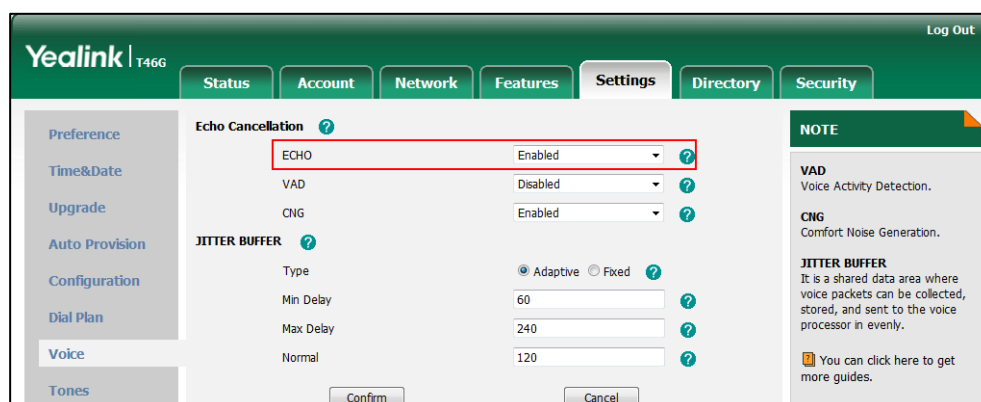 Log Out
Yealink T46G
Status Account Network Features Settings Directory Security
Preference
Time&Date
Upgrade
Auto Provision
Configuration
Dial Plan
Voice
Tones
Echo Cancellation ?
ECHO Enabled ?
VAD Disabled ?
CNG Enabled ?
JITTER BUFFER ?
Type Adaptive Fixed ?
Min Delay 60 ?
Max Delay 240 ?
Normal 120 ?
Confirm Cancel
NOTE
VAD
Voice Activity Detection.
CNG
Comfort Noise Generation.
JITTER BUFFER
It is a shared data area where
voice packets can be collected,
stored, and sent to the voice
processor in evenly.
? You can click here to get
more guides.